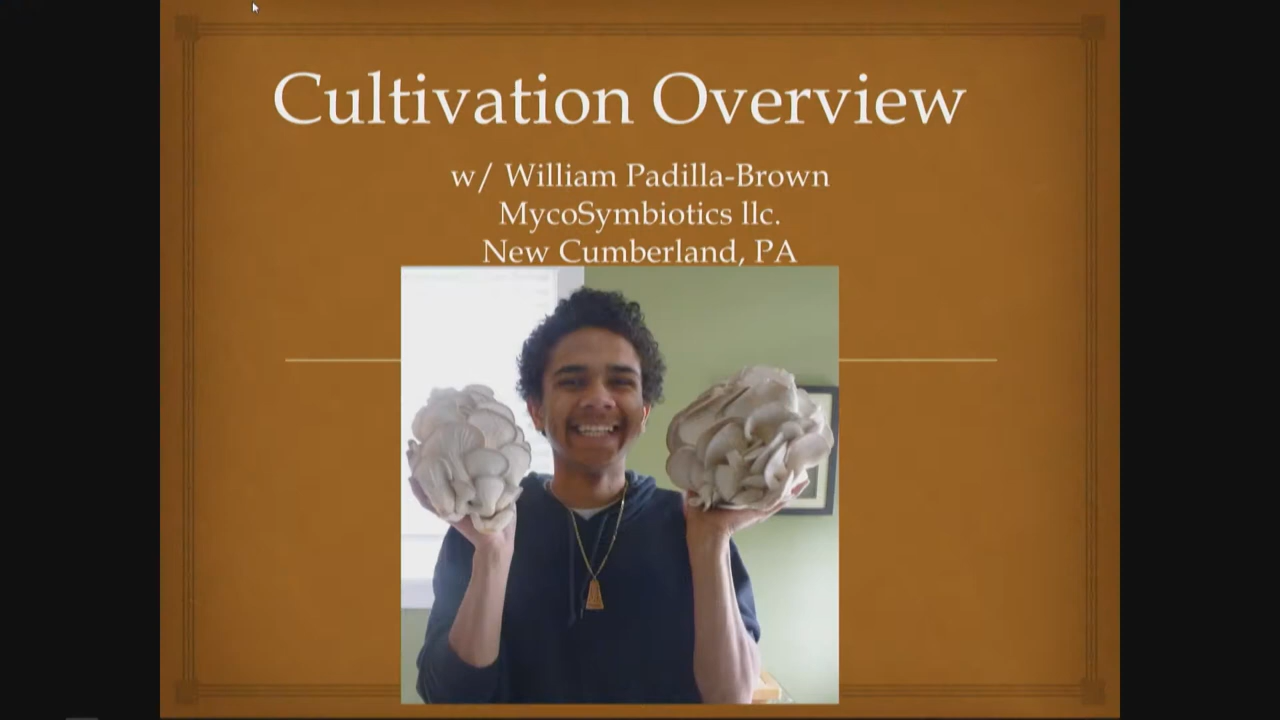 Cultivation Overview
w/ William Padilla-Brown
MycoSymbiotics llc.
New Cumberland, PA